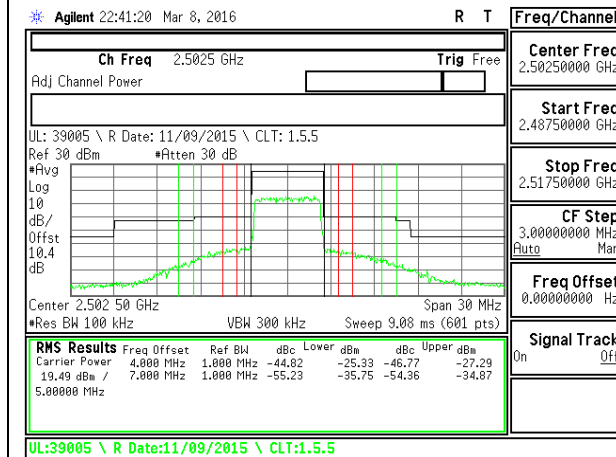 Agilent 22:41:20 Mar 8, 2016 R T
Freq/Channel
Ch Freq 2.5025 GHz Trig Free
Adj Channel Power
Center Freq
2.50250000 GHz
Start Freq
2.48750000 GHz
Stop Freq
2.51750000 GHz
CF Step
3.00000000 MHz
Auto Man
Freq Offset
0.00000000 Hz
Signal Track
On Off
UL: 39005 \ R Date: 11/09/2015 \ CLT: 1.5.5
Ref 30 dBm #Atten 30 dB
#Avg
Log
10
dB/
Offst
10.4
dB
Center 2.502 50 GHz Span 30 MHz
#Res BW 100 kHz VBW 300 kHz Sweep 9.08 ms (601 pts)
RMS Results Freq Offset Ref BW dBc Lower dBm dBc Upper dBm
Carrier Power 4.000 MHz 1.000 MHz -44.82 -25.33 -46.77 -27.29
19.49 dBm / 7.000 MHz 1.000 MHz -55.23 -35.75 -54.36 -34.87
5.00000 MHz
UL:39005 \ R Date:11/09/2015 \ CLT:1.5.5